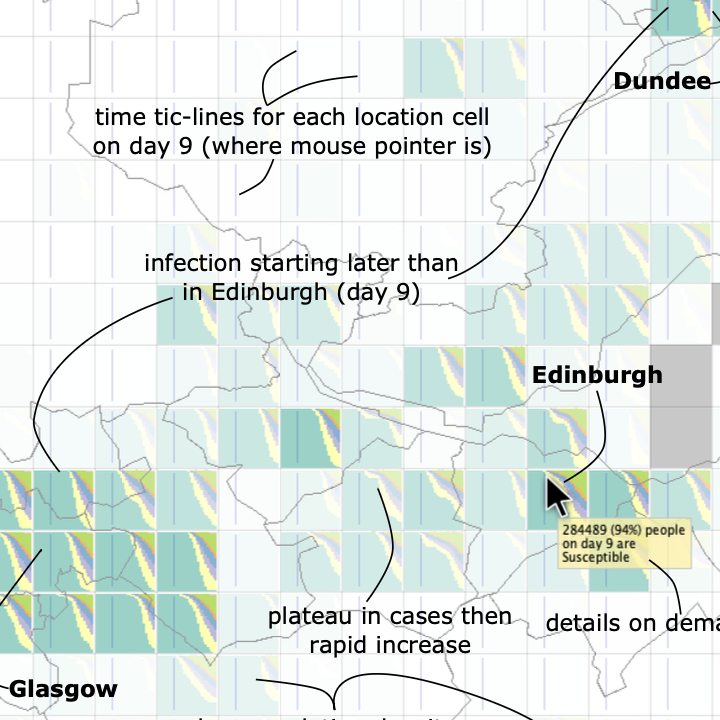 Dundee
time tic-lines for each location cell
on day 9 (where mouse pointer is)
infection starting later than
in Edinburgh (day 9)
Edinburgh
284489 (94%) people
on day 9 are
Susceptible
plateau in cases then
rapid increase
details on dema
Glasgow